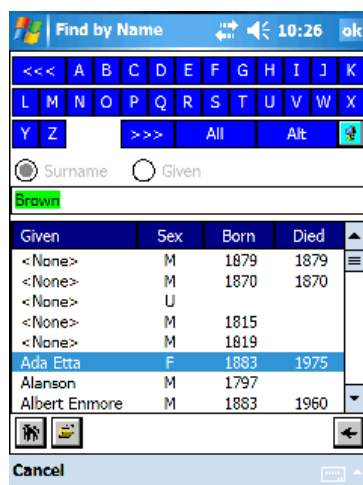 Find by Name 10:26 ok
<<< A B C D E F G H I J K
L M N O P Q R S T U V W X
Y Z >>> All Alt
Surname Given
Brown
Given Sex Born Died
<None> M 1879 1879
<None> M 1870 1870
<None> U
<None> M 1815
<None> M 1819
Ada Etta F 1883 1975
Alanson M 1797
Albert Enmore M 1883 1960
Cancel